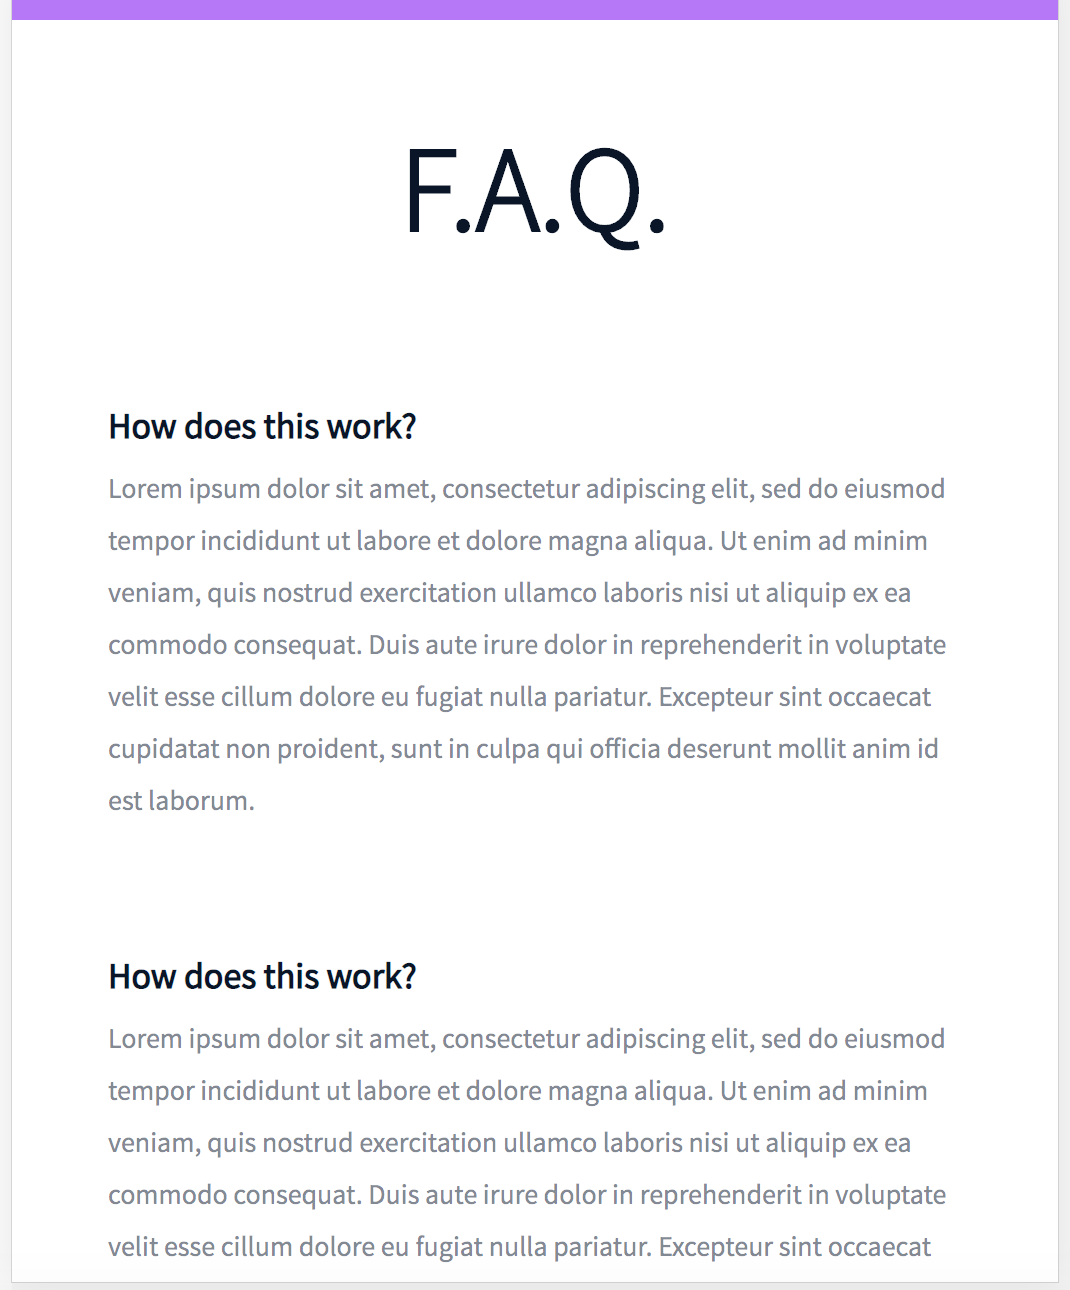 F.A.Q.
How does this work?
Lorem ipsum dolor sit amet, consectetur adipiscing elit, sed do eiusmod
tempor incididunt ut labore et dolore magna aliqua. Ut enim ad minim
veniam, quis nostrud exercitation ullamco laboris nisi ut aliquip ex ea
commodo consequat. Duis aute irure dolor in reprehenderit in voluptate
velit esse cillum dolore eu fugiat nulla pariatur. Excepteur sint occaecat
cupidatat non proident, sunt in culpa qui officia deserunt mollit anim id
est laborum.
How does this work?
Lorem ipsum dolor sit amet, consectetur adipiscing elit, sed do eiusmod
tempor incididunt ut labore et dolore magna aliqua. Ut enim ad minim
veniam, quis nostrud exercitation ullamco laboris nisi ut aliquip ex ea
commodo consequat. Duis aute irure dolor in reprehenderit in voluptate
velit esse cillum dolore eu fugiat nulla pariatur. Excepteur sint occaecat